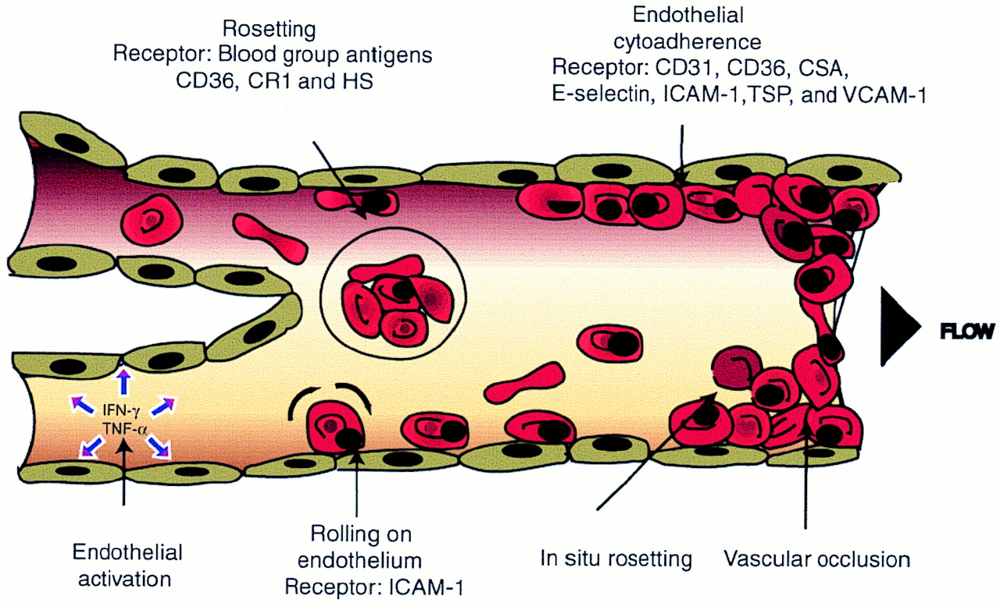 Rosetting
Receptor: Blood group antigens
CD36, CR1 and HS
Endothelial
cytoadherence
Receptor: CD31, CD36, CSA,
E-selectin, ICAM-1,TSP, and VCAM-1
FLOW
IFN-γ
TNF-α
Endothelial
activation
Rolling on
endothelium
Receptor: ICAM-1
In situ rosetting
Vascular occlusion